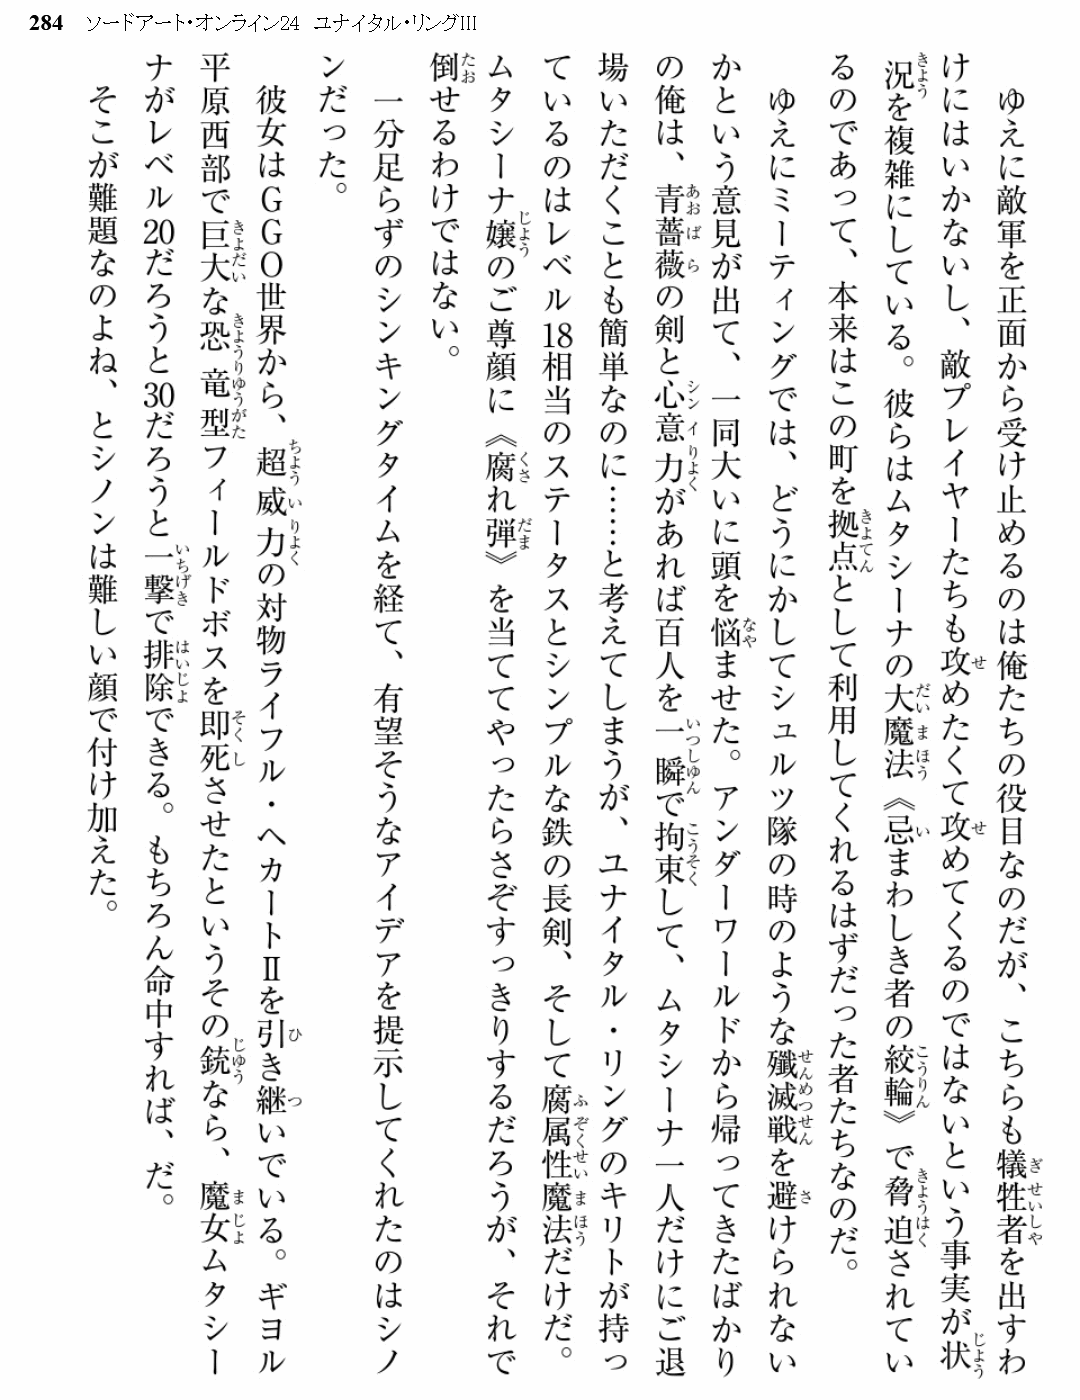 284 ソードアート・オンライン24 ユナイタル・リングIII
ゆえに敵軍を正面から受け止めるのは俺たちの役目なのだが、こちらも犠牲者を出すわ
けにはいかないし、敵プレイヤーたちも攻めたくて攻めてくるのではないという事実が状
況を複雑にしている。彼らはムタシーナの大魔法《忌まわしき者の絞輪》で脅迫されてい
るのであって、本来はこの町を拠点として利用してくれるはずだった者たちなのだ。
ゆえにミーティングでは、どうにかしてシュルツ隊の時のような殲滅戦を避けられない
かという意見が出て、一同大いに頭を悩ませた。アンダーワールドから帰ってきたばかり
の俺は、青薔薇の剣と心意力があれば百人を一瞬で拘束して、ムタシーナ一人だけにご退
場いただくことも簡単なのに……と考えてしまうが、ユナイタル・リングのキリトが持っ
ているのはレベル18相当のステータスとシンプルな鉄の長剣、そして腐属性魔法だけだ。
ムタシーナ嬢のご尊顔に《腐れ弾》を当ててやったらさぞすっきりするだろうが、それで
倒せるわけではない。
一分足らずのシンキングタイムを経て、有望そうなアイデアを提示してくれたのはシノ
ンだった。
彼女はＧＧＯ世界から、超威力の対物ライフル・ヘカートⅡを引き継いでいる。ギヨル
平原西部で巨大な恐竜型フィールドボスを即死させたというその銃なら、魔女ムタシー
ナがレベル20だろうと30だろうと一撃で排除できる。もちろん命中すれば、だ。
そこが難題なのよね、とシノンは難しい顔で付け加えた。